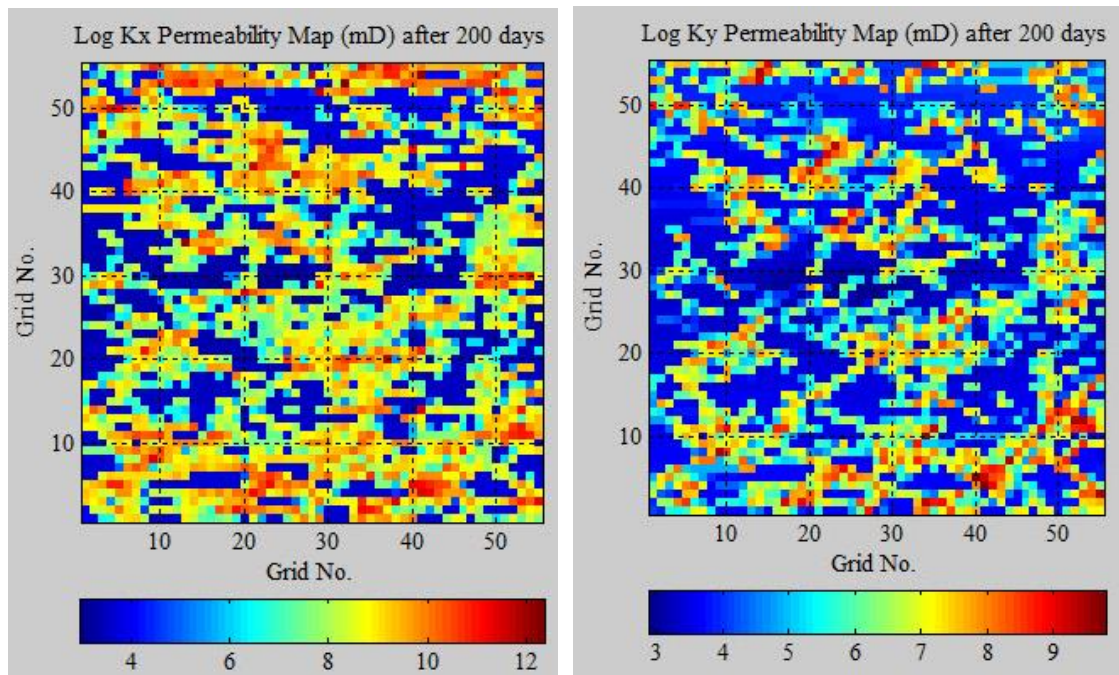 Log Kx Permeability Map (mD) after 200 days
50
40
30
20
10
Grid No.
10 20 30 40 50
Grid No.
4 6 8 10 12
Log Ky Permeability Map (mD) after 200 days
50
40
30
20
10
Grid No.
10 20 30 40 50
Grid No.
3 4 5 6 7 8 9